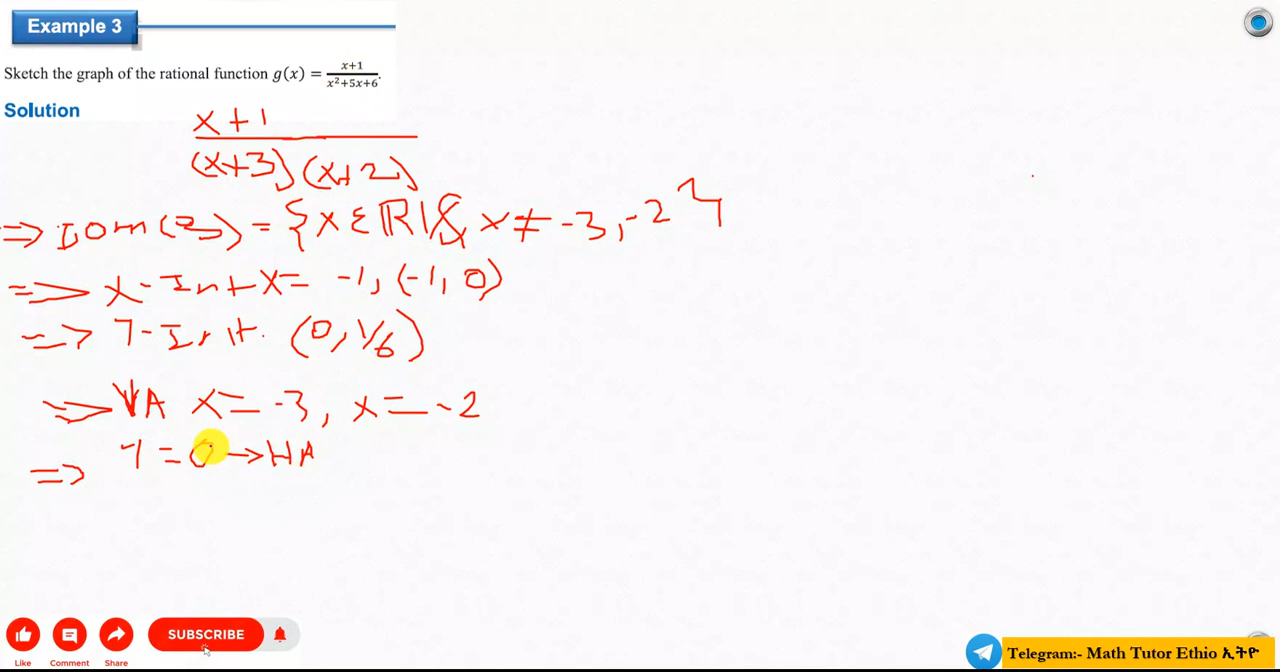 Example 3
Sketch the graph of the rational function g(x) = x+1 / x²+5x+6.
Solution
x+1
(x+3)(x+2)
=> Dom(g) = {x ∈ ℝ | & x ≠ -3, -2}
=> x-Int x = -1, (-1, 0)
=> y-Int. (0, 1/6)
=> VA x = -3, x = -2
=> y = 0 → HA
SUBSCRIBE
Like Comment Share
Telegram:- Math Tutor Ethio ኢትዮ